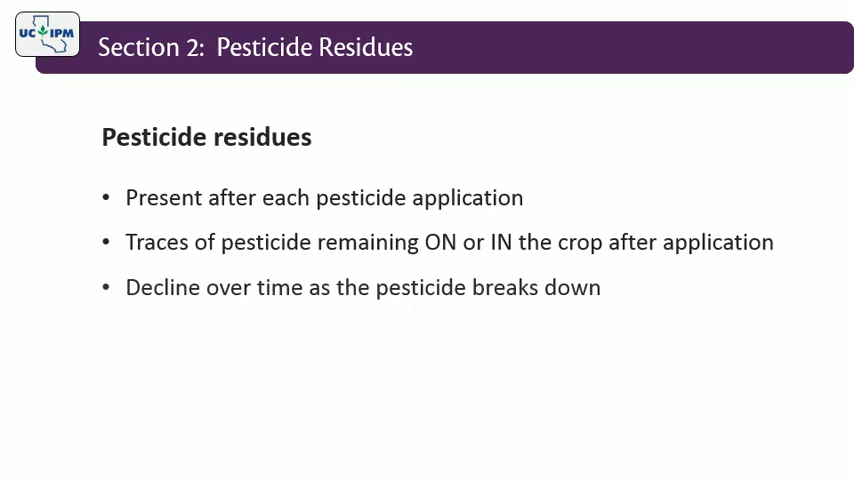 UC IPM
Section 2: Pesticide Residues
Pesticide residues
• Present after each pesticide application
• Traces of pesticide remaining ON or IN the crop after application
• Decline over time as the pesticide breaks down